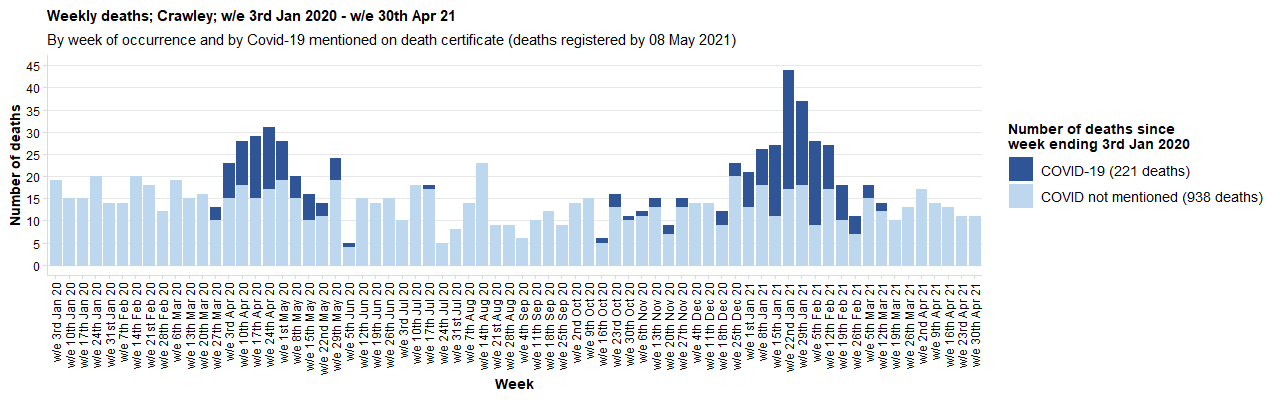 Weekly deaths; Crawley; w/e 3rd Jan 2020 - w/e 30th Apr 21
By week of occurrence and by Covid-19 mentioned on death certificate (deaths registered by 08 May 2021)
Number of deaths
45
40
35
30
25
20
15
10
5
0
w/e 3rd Jan 20
w/e 10th Jan 20
w/e 17th Jan 20
w/e 24th Jan 20
w/e 31st Jan 20
w/e 7th Feb 20
w/e 14th Feb 20
w/e 21st Feb 20
w/e 28th Feb 20
w/e 6th Mar 20
w/e 13th Mar 20
w/e 20th Mar 20
w/e 27th Mar 20
w/e 3rd Apr 20
w/e 10th Apr 20
w/e 17th Apr 20
w/e 24th Apr 20
w/e 1st May 20
w/e 8th May 20
w/e 15th May 20
w/e 22nd May 20
w/e 29th May 20
w/e 5th Jun 20
w/e 12th Jun 20
w/e 19th Jun 20
w/e 26th Jun 20
w/e 3rd Jul 20
w/e 10th Jul 20
w/e 17th Jul 20
w/e 24th Jul 20
w/e 31st Jul 20
w/e 7th Aug 20
w/e 14th Aug 20
w/e 21st Aug 20
w/e 28th Aug 20
w/e 4th Sep 20
w/e 11th Sep 20
w/e 18th Sep 20
w/e 25th Sep 20
w/e 2nd Oct 20
w/e 9th Oct 20
w/e 16th Oct 20
w/e 23rd Oct 20
w/e 30th Oct 20
w/e 6th Nov 20
w/e 13th Nov 20
w/e 20th Nov 20
w/e 27th Nov 20
w/e 4th Dec 20
w/e 11th Dec 20
w/e 18th Dec 20
w/e 25th Dec 20
w/e 1st Jan 21
w/e 8th Jan 21
w/e 15th Jan 21
w/e 22nd Jan 21
w/e 29th Jan 21
w/e 5th Feb 21
w/e 12th Feb 21
w/e 19th Feb 21
w/e 26th Feb 21
w/e 5th Mar 21
w/e 12th Mar 21
w/e 19th Mar 21
w/e 26th Mar 21
w/e 2nd Apr 21
w/e 9th Apr 21
w/e 16th Apr 21
w/e 23rd Apr 21
w/e 30th Apr 21
Week
Number of deaths since
week ending 3rd Jan 2020
COVID-19 (221 deaths)
COVID not mentioned (938 deaths)